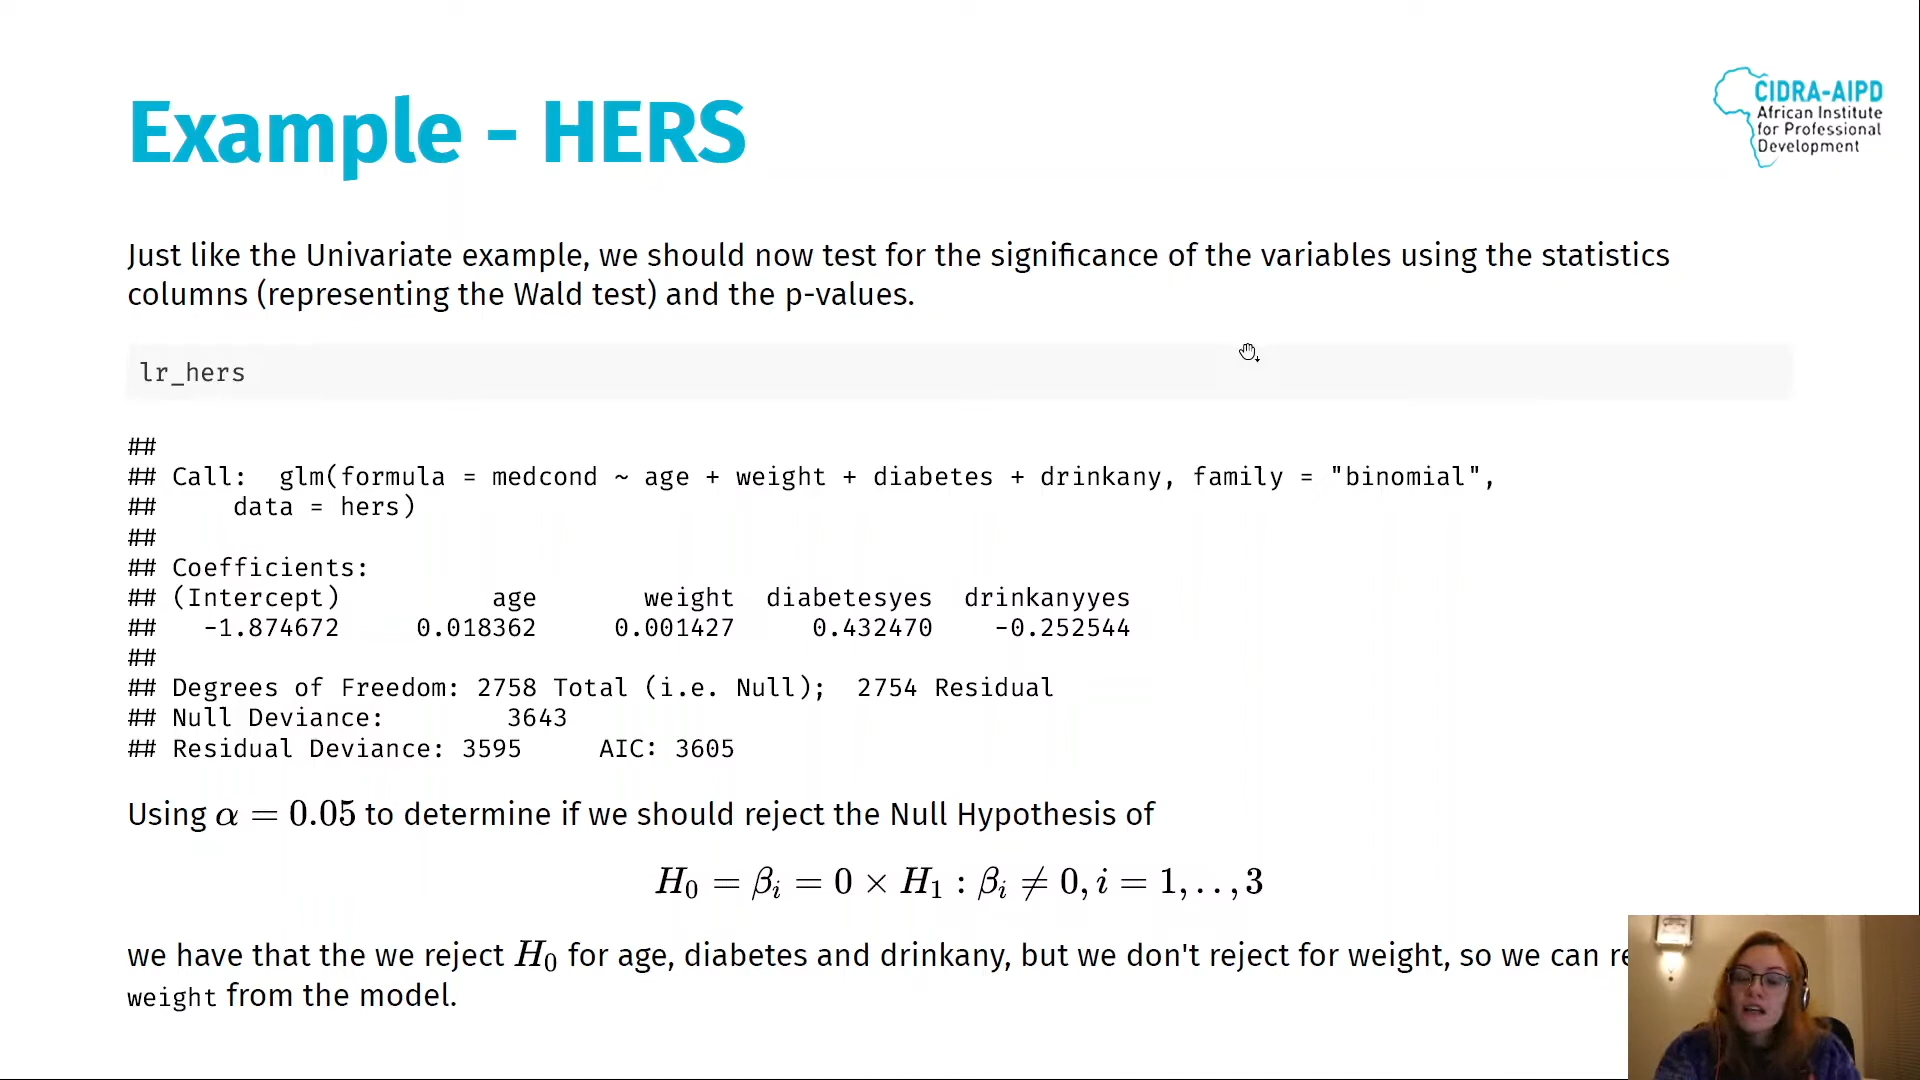 Example - HERS
CIDRA-AIPD
African Institute
for Professional
Development
Just like the Univariate example, we should now test for the significance of the variables using the statistics
columns (representing the Wald test) and the p-values.
lr_hers
##
## Call:  glm(formula = medcond ~ age + weight + diabetes + drinkany, family = "binomial",
##     data = hers)
##
## Coefficients:
## (Intercept)          age       weight  diabetesyes  drinkanyyes
##   -1.874672     0.018362     0.001427     0.432470    -0.252544
##
## Degrees of Freedom: 2758 Total (i.e. Null);  2754 Residual
## Null Deviance:        3643
## Residual Deviance: 3595     AIC: 3605
Using α = 0.05 to determine if we should reject the Null Hypothesis of
H₀ = βᵢ = 0 × H₁ : βᵢ ≠ 0, i = 1, . . , 3
we have that the we reject H₀ for age, diabetes and drinkany, but we don't reject for weight, so we can
weight from the model.